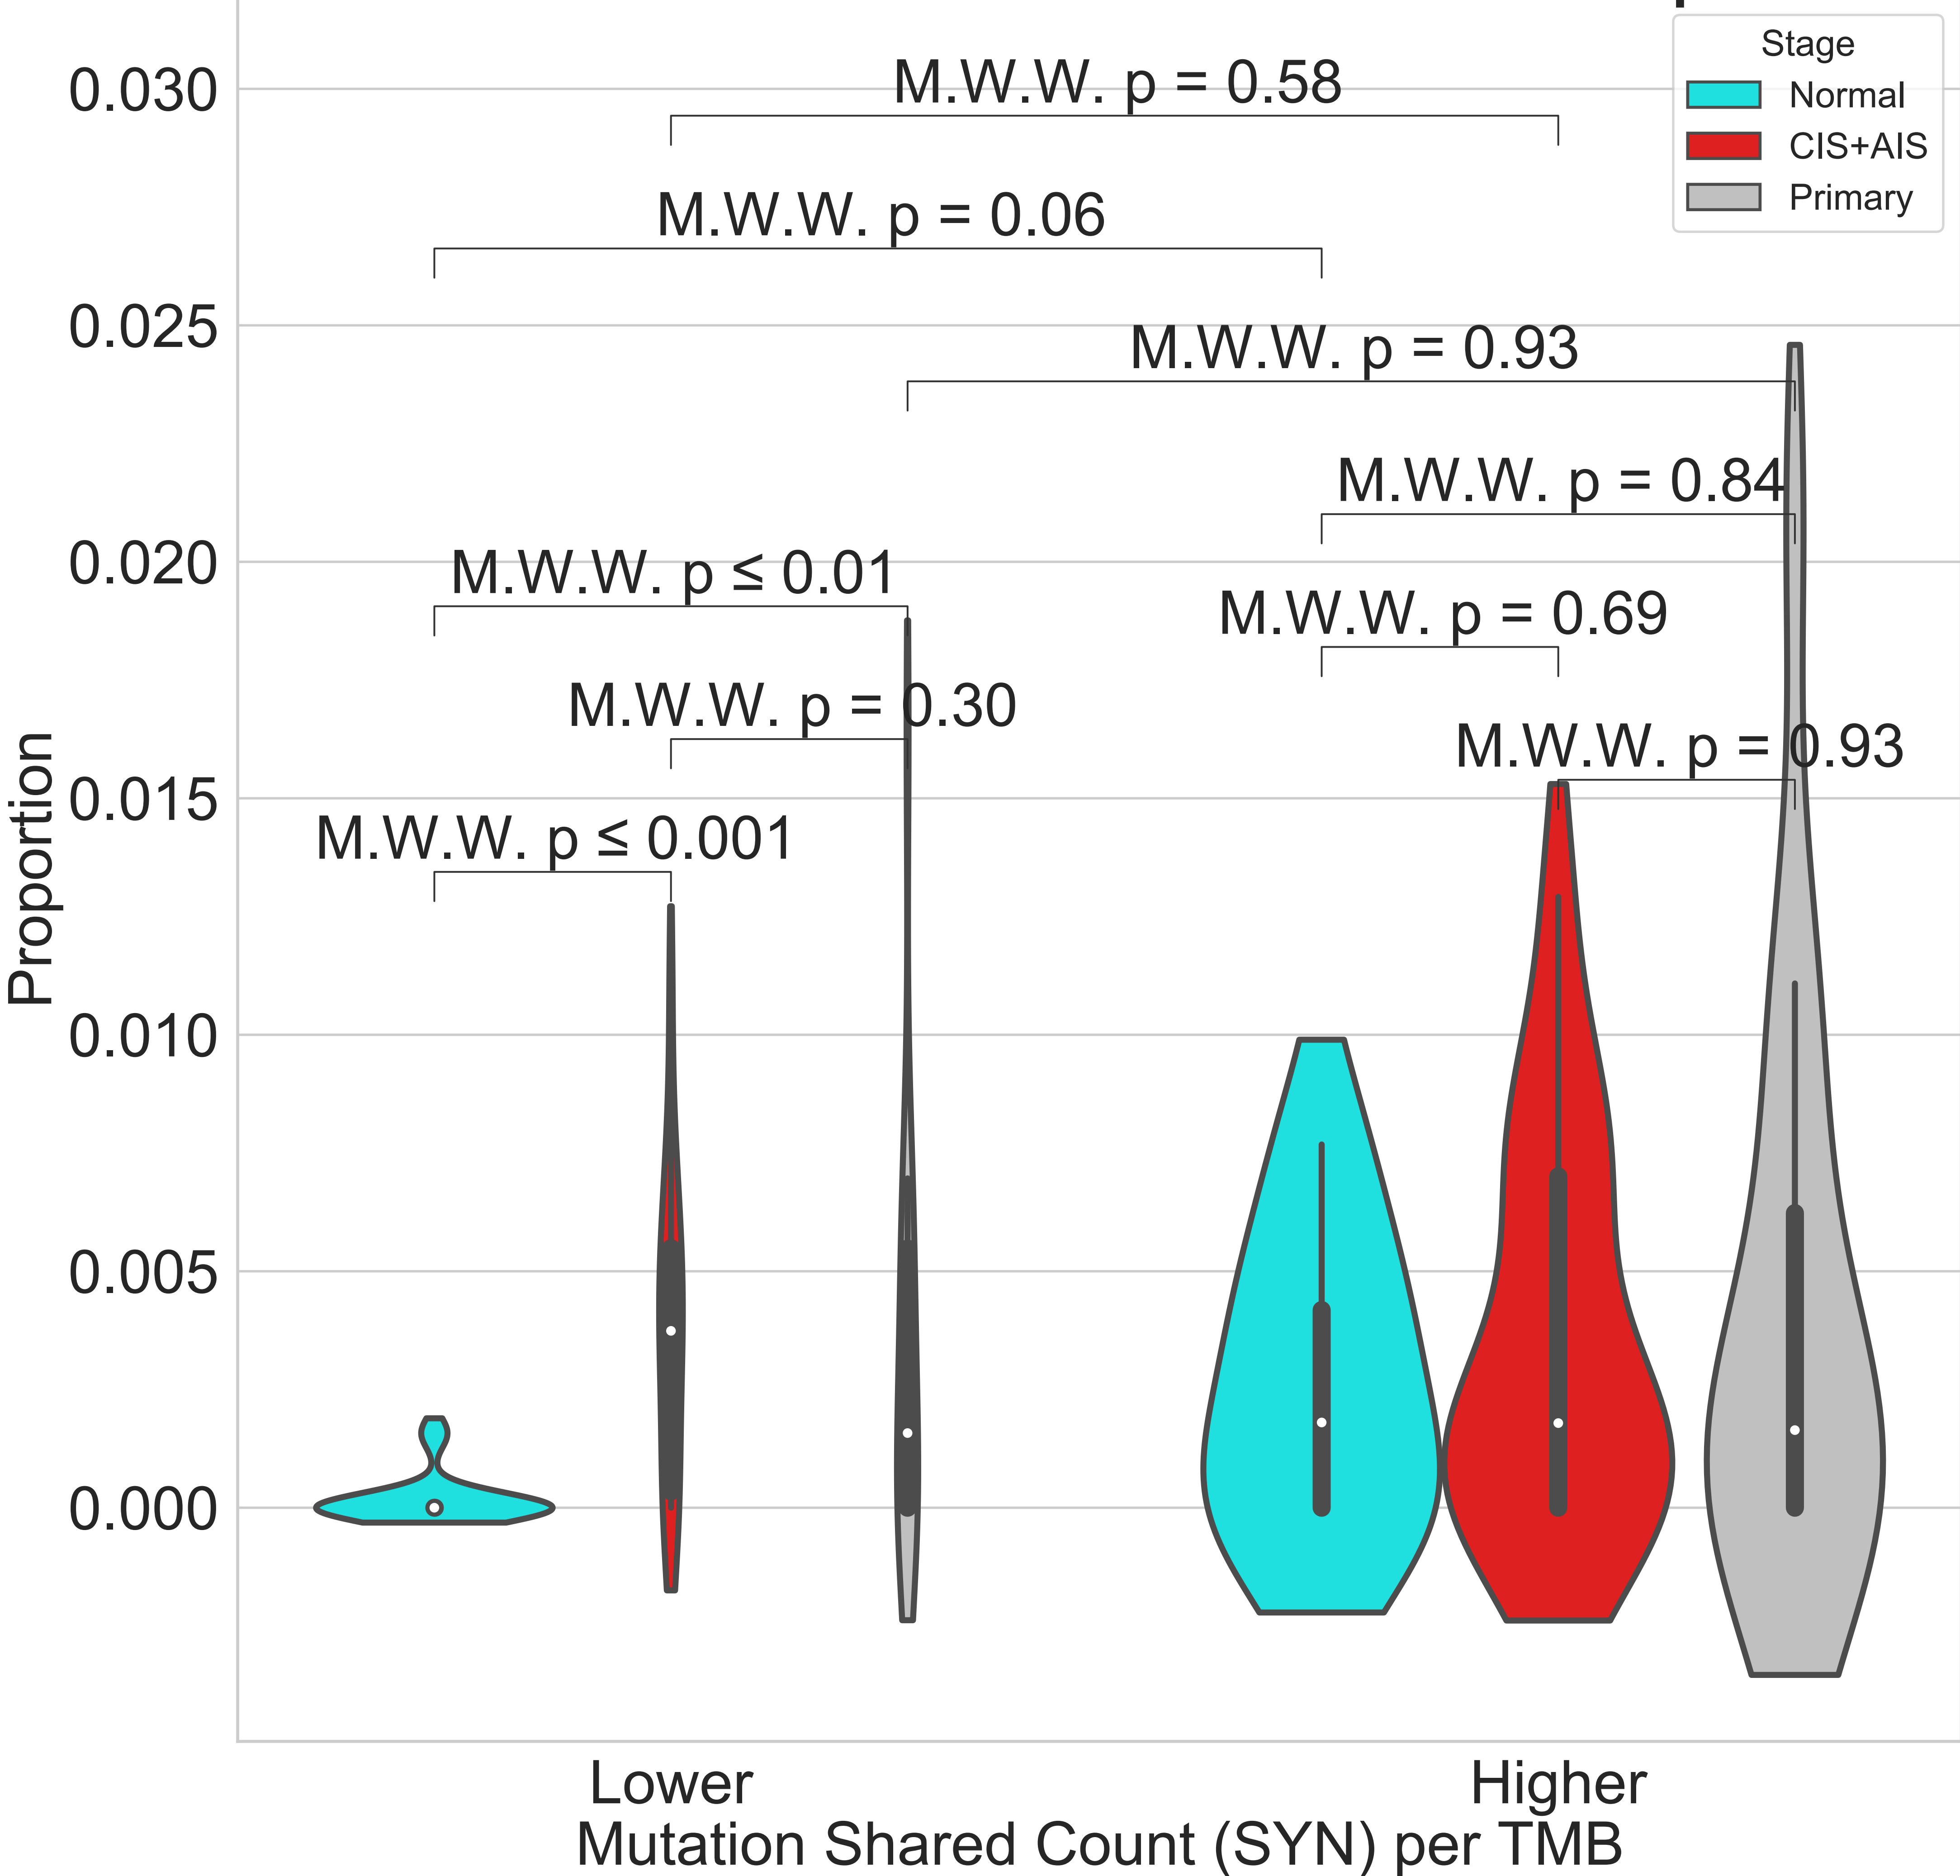 Stage
Normal
CIS+AIS
Primary
0.030
0.025
0.020
0.015
0.010
0.005
0.000
Proportion
M.W.W. p = 0.58
M.W.W. p = 0.06
M.W.W. p = 0.93
M.W.W. p = 0.84
M.W.W. p ≤ 0.01
M.W.W. p = 0.69
M.W.W. p = 0.30
M.W.W. p = 0.93
M.W.W. p ≤ 0.001
Lower
Higher
Mutation Shared Count (SYN) per TMB